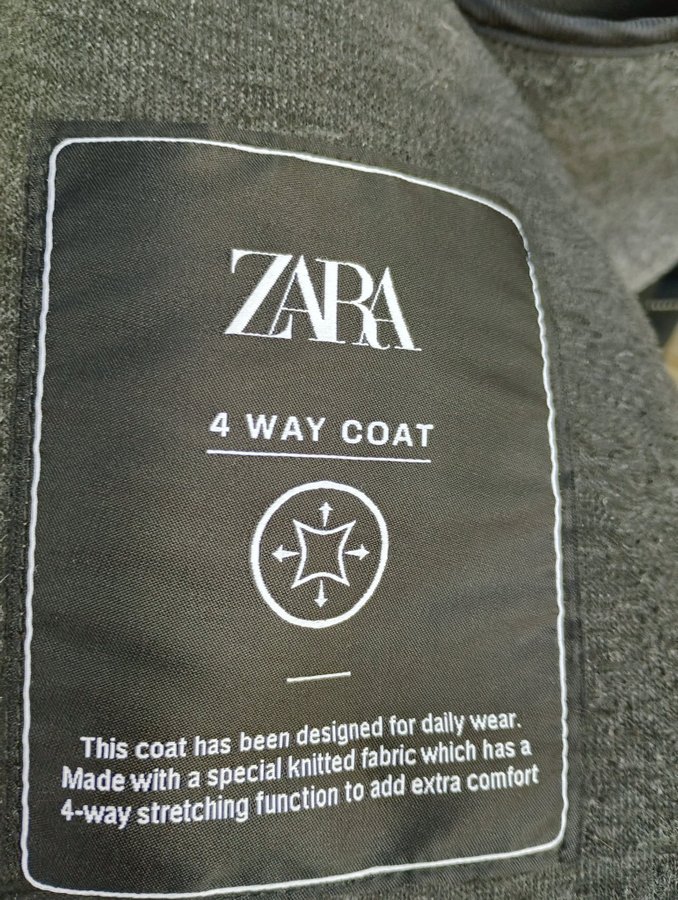 ZARA
4 WAY COAT
This coat has been designed for daily wear.
Made with a special knitted fabric which has a
4-way stretching function to add extra comfort